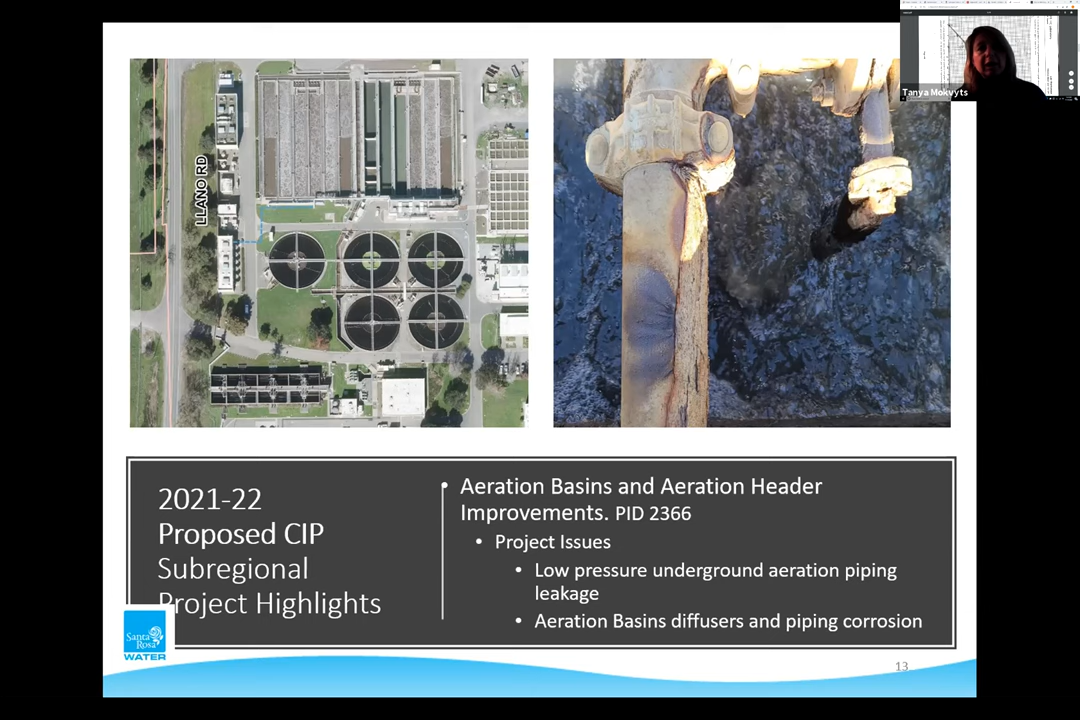 Tanya Mokvyts
LLANO RD
2021-22
Proposed CIP
Subregional
Project Highlights
• Aeration Basins and Aeration Header
Improvements. PID 2366
• Project Issues
• Low pressure underground aeration piping
leakage
• Aeration Basins diffusers and piping corrosion
Santa
Rosa
WATER
13